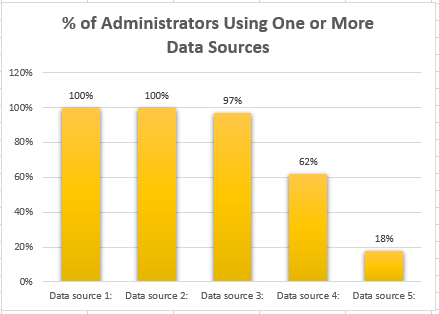 % of Administrators Using One or More
Data Sources
120%
100%
80%
60%
40%
20%
0%
100%
100%
97%
62%
18%
Data source 1:
Data source 2:
Data source 3:
Data source 4:
Data source 5: